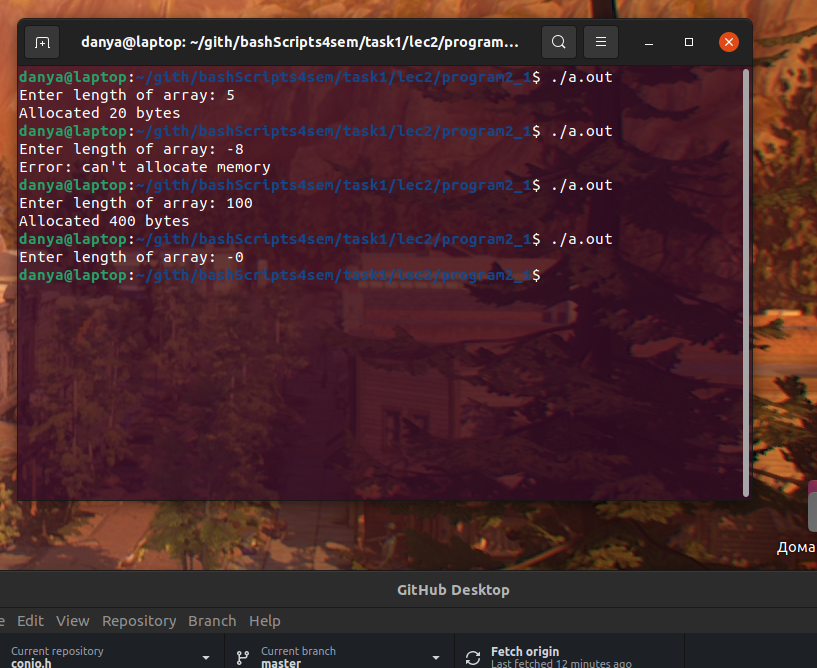 danya@laptop: ~/gith/bashScripts4sem/task1/lec2/program...
danya@laptop:~/gith/bashScripts4sem/task1/lec2/program2_1$ ./a.out
Enter length of array: 5
Allocated 20 bytes
danya@laptop:~/gith/bashScripts4sem/task1/lec2/program2_1$ ./a.out
Enter length of array: -8
Error: can't allocate memory
danya@laptop:~/gith/bashScripts4sem/task1/lec2/program2_1$ ./a.out
Enter length of array: 100
Allocated 400 bytes
danya@laptop:~/gith/bashScripts4sem/task1/lec2/program2_1$ ./a.out
Enter length of array: -0
danya@laptop:~/gith/bashScripts4sem/task1/lec2/program2_1$
Дома
GitHub Desktop
e Edit View Repository Branch Help
Current repository
conio.h
Current branch
master
Fetch origin
Last fetched 12 minutes ago